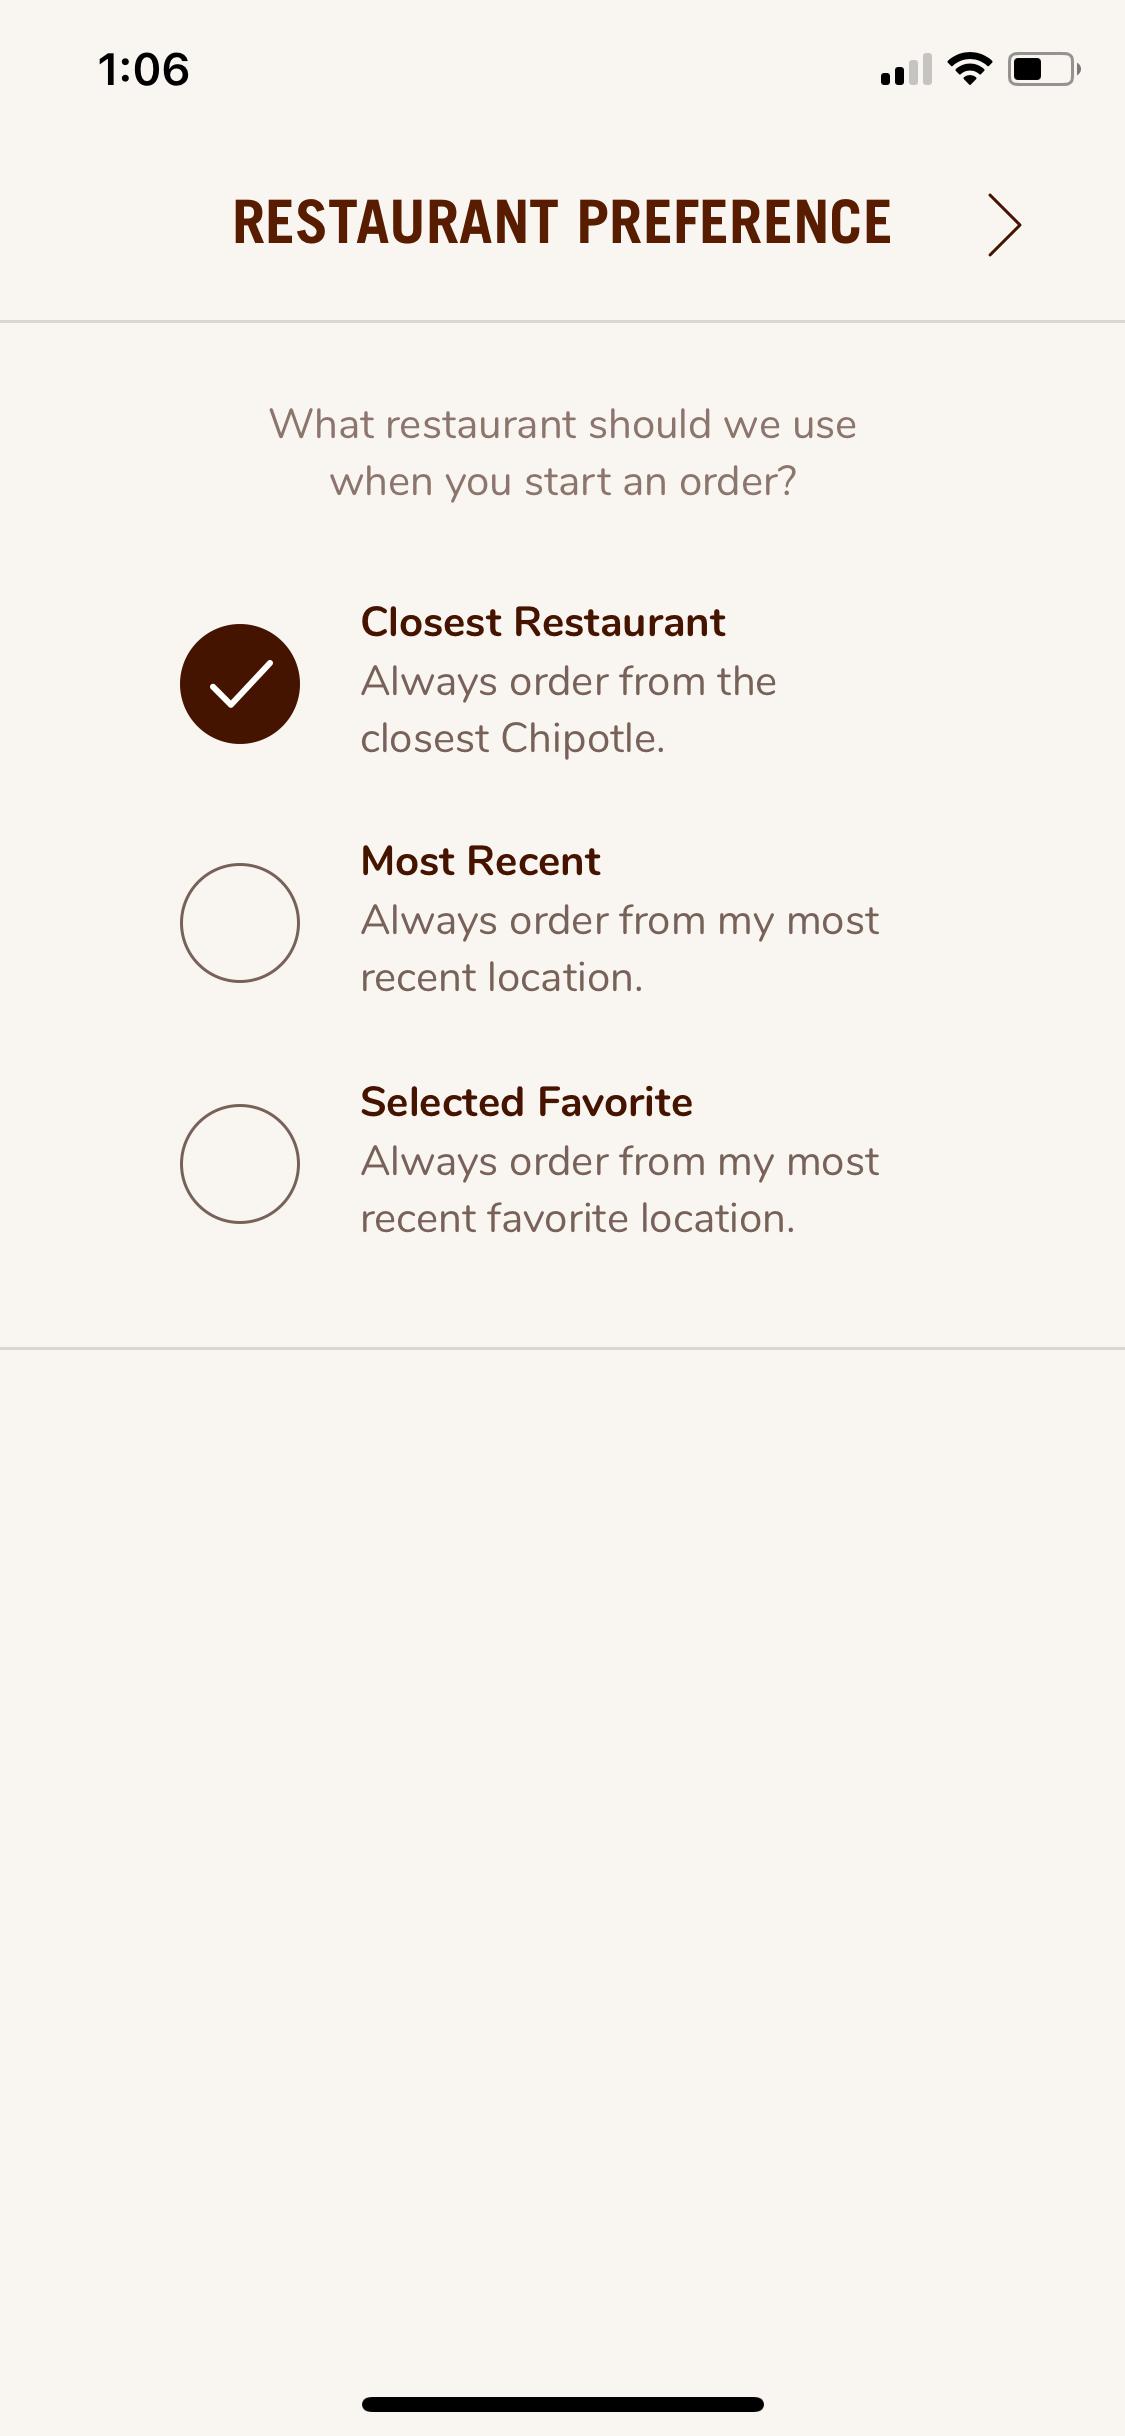 1:06
RESTAURANT PREFERENCE
What restaurant should we use
when you start an order?
Closest Restaurant
Always order from the
closest Chipotle.
Most Recent
Always order from my most
recent location.
Selected Favorite
Always order from my most
recent favorite location.